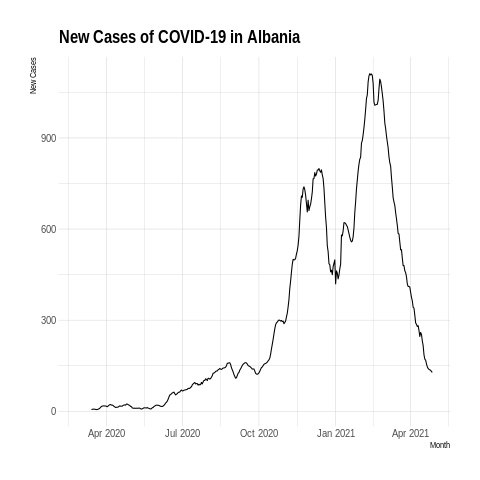 New Cases of COVID-19 in Albania
New Cases
900
600
300
0
Apr 2020 Jul 2020 Oct 2020 Jan 2021 Apr 2021
Month